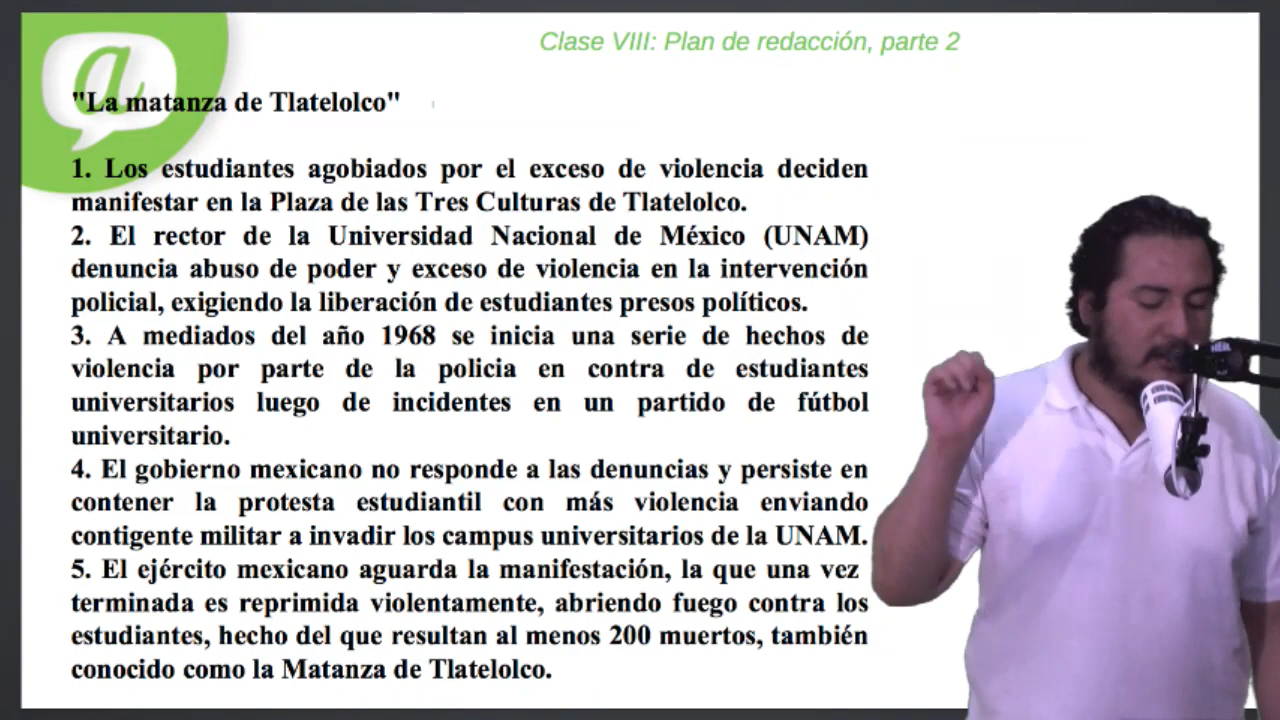 Clase VIII: Plan de redacción, parte 2
a
"La matanza de Tlatelolco"
1. Los estudiantes agobiados por el exceso de violencia deciden
manifestar en la Plaza de las Tres Culturas de Tlatelolco.
2. El rector de la Universidad Nacional de México (UNAM)
denuncia abuso de poder y exceso de violencia en la intervención
policial, exigiendo la liberación de estudiantes presos políticos.
3. A mediados del año 1968 se inicia una serie de hechos de
violencia por parte de la policia en contra de estudiantes
universitarios luego de incidentes en un partido de fútbol
universitario.
4. El gobierno mexicano no responde a las denuncias y persiste en
contener la protesta estudiantil con más violencia enviando
contigente militar a invadir los campus universitarios de la UNAM.
5. El ejército mexicano aguarda la manifestación, la que una vez
terminada es reprimida violentamente, abriendo fuego contra los
estudiantes, hecho del que resultan al menos 200 muertos, también
conocido como la Matanza de Tlatelolco.